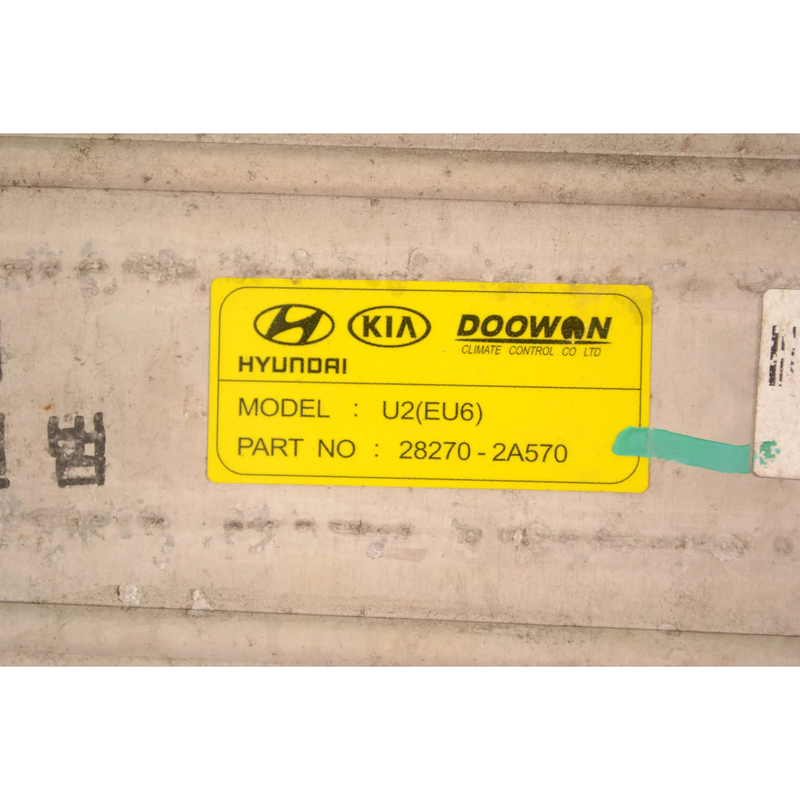 HYUNDAI
KIA
DOOWON
CLIMATE CONTROL CO LTD
MODEL : U2(EU6)
PART NO : 28270-2A570